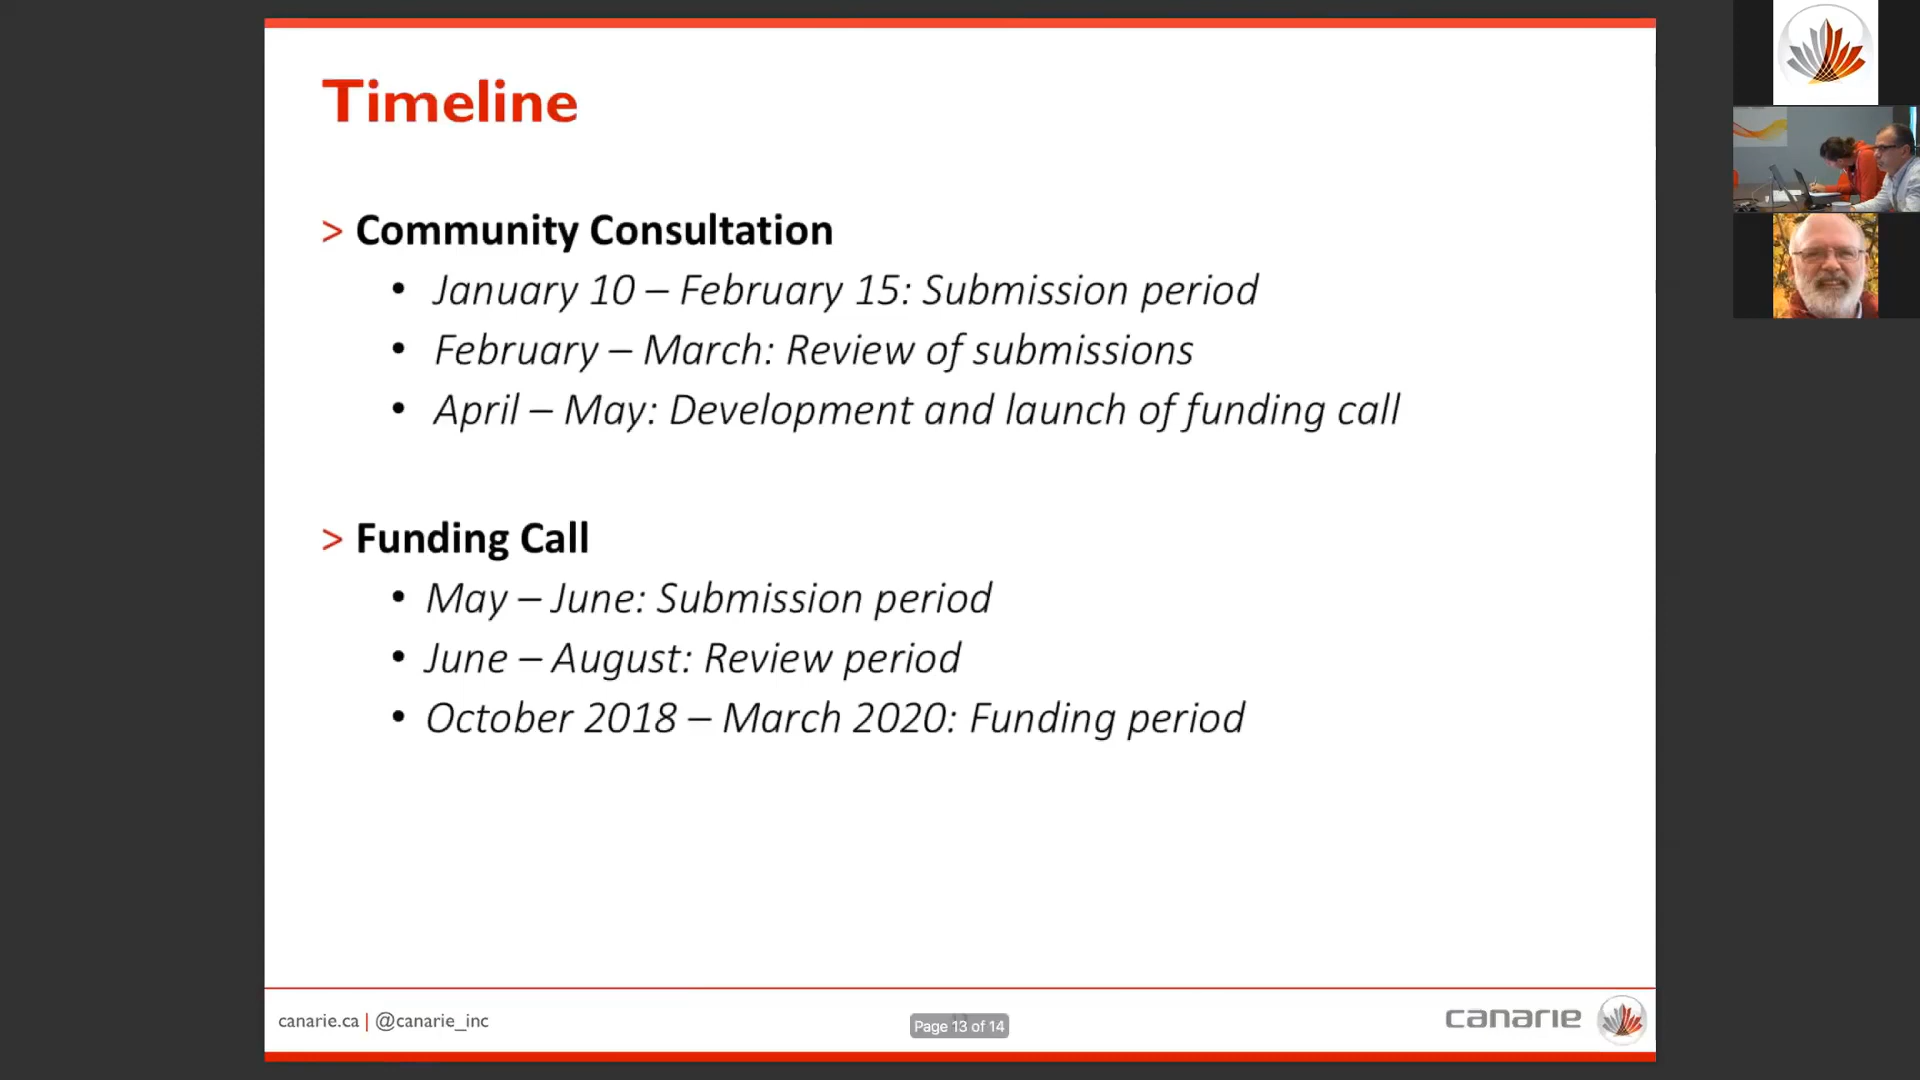 Timeline
> Community Consultation
• January 10 – February 15: Submission period
• February – March: Review of submissions
• April – May: Development and launch of funding call
> Funding Call
• May – June: Submission period
• June – August: Review period
• October 2018 – March 2020: Funding period
canarie.ca | @canarie_inc
Page 13 of 14
canarie